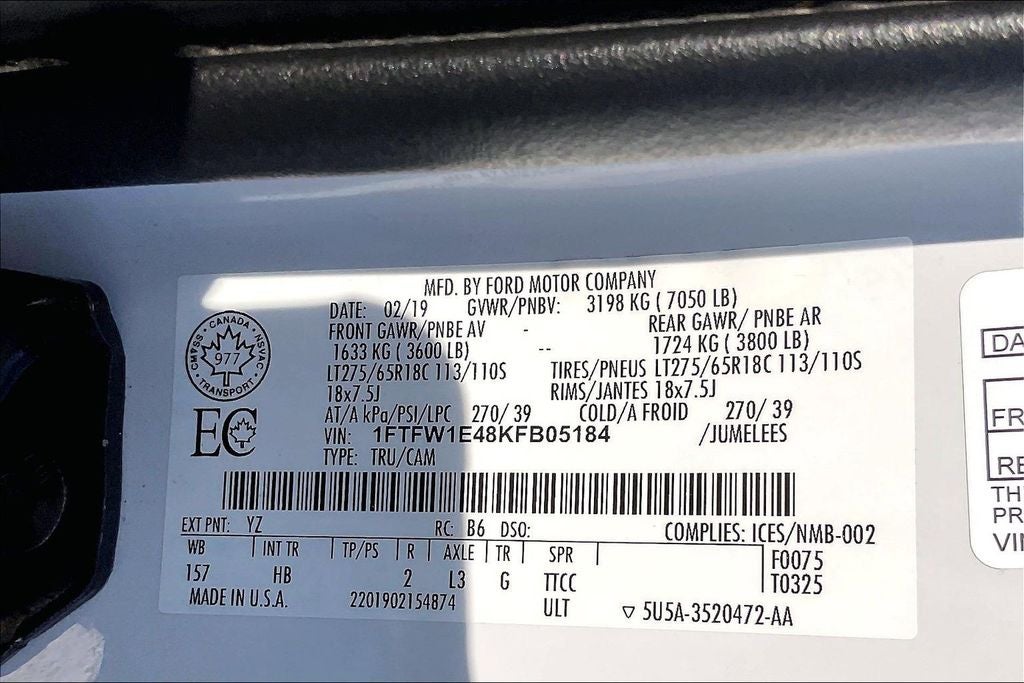 MFD. BY FORD MOTOR COMPANY
DATE: 02/19 GVWR/PNBV: 3198 KG ( 7050 LB)
FRONT GAWR/PNBE AV - REAR GAWR/ PNBE AR
1633 KG ( 3600 LB) -- 1724 KG ( 3800 LB)
LT275/65R18C 113/110S TIRES/PNEUS LT275/65R18C 113/110S
18x7.5J RIMS/JANTES 18x7.5J
AT/A kPa/PSI/LPC 270/ 39 COLD/A FROID 270/ 39
VIN: 1FTFW1E48KFB05184 /JUMELEES
TYPE: TRU/CAM
CANADA
CMPSS NSVAC
977
TRANSPORT
EC
EXT PNT: YZ RC: B6 DSO: COMPLIES: ICES/NMB-002
WB INT TR TP/PS R AXLE TR SPR F0075
157 HB 2 L3 G TTCC T0325
MADE IN U.S.A. 2201902154874 ULT 5U5A-3520472-AA
DA
FR
RE
TH
PR
VIN